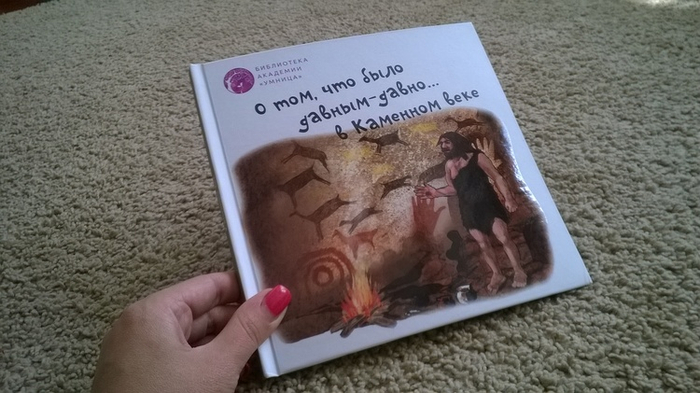 БИБЛИОТЕКА
АКАДЕМИИ
«УМНИЦА»
О том, что было
давным-давно...
в Каменном веке